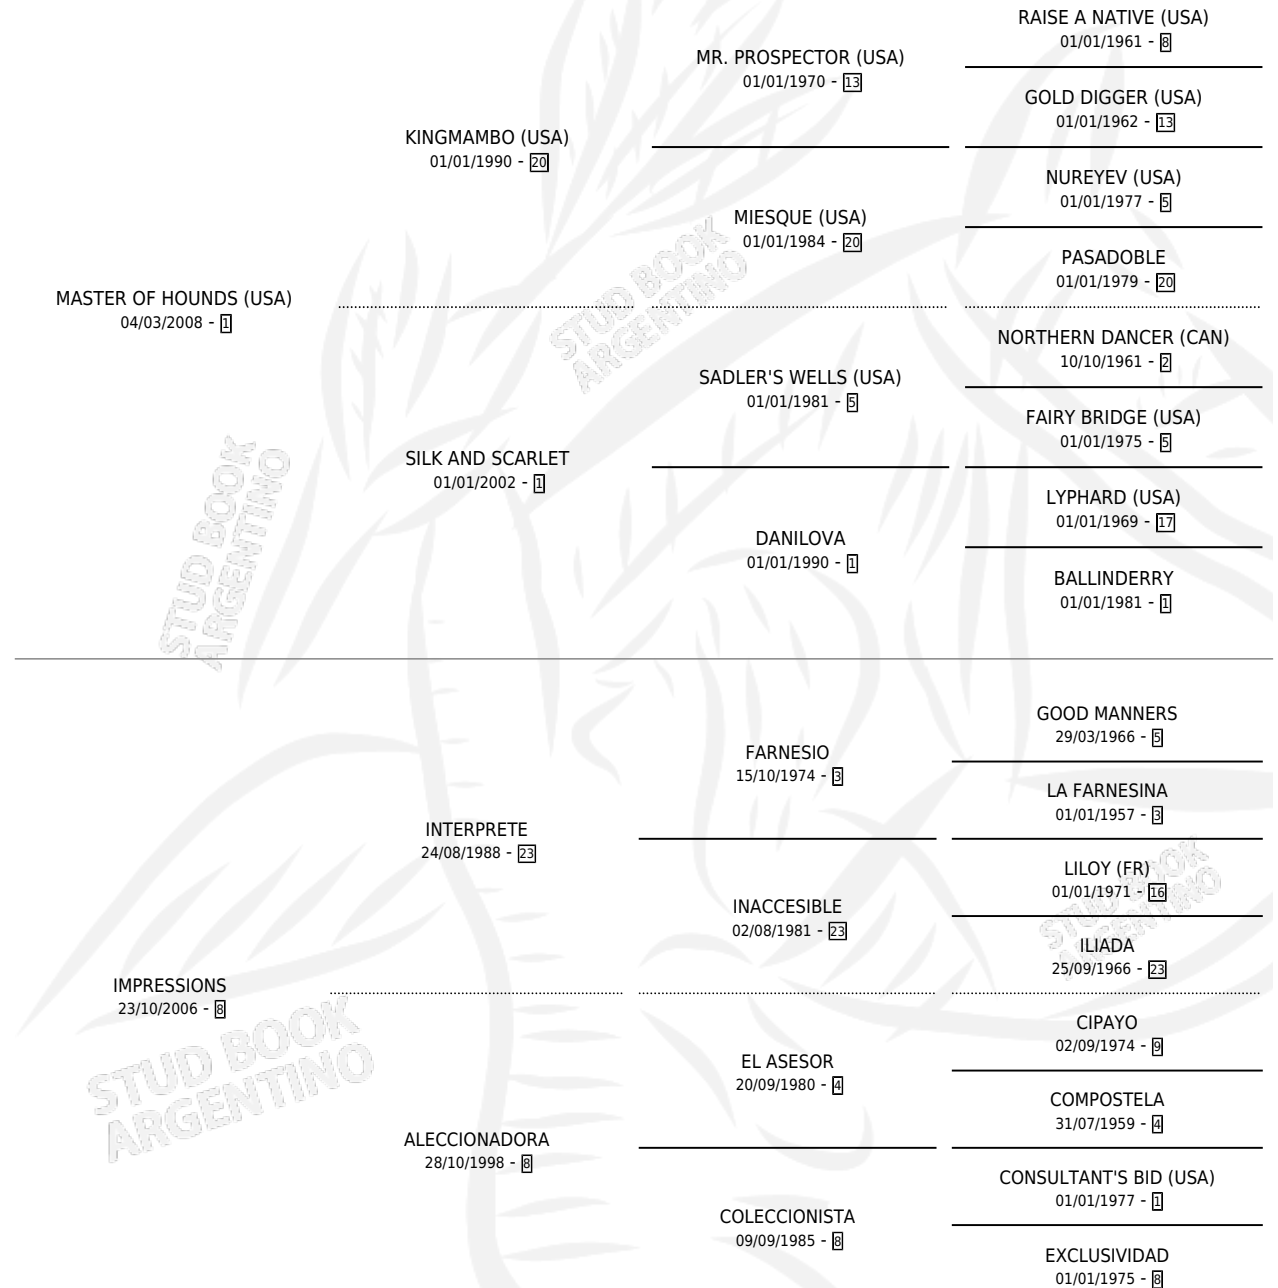 RAISE A NATIVE (USA)
01/01/1961 - 8
MR. PROSPECTOR (USA)
01/01/1970 - 13
GOLD DIGGER (USA)
01/01/1962 - 13
KINGMAMBO (USA)
01/01/1990 - 20
NUREYEV (USA)
01/01/1977 - 5
MIESQUE (USA)
01/01/1984 - 20
PASADOBLE
01/01/1979 - 20
MASTER OF HOUNDS (USA)
04/03/2008 - 1
STUD BOOK
ARGENTINO
NORTHERN DANCER (CAN)
10/10/1961 - 2
SADLER'S WELLS (USA)
01/01/1981 - 5
FAIRY BRIDGE (USA)
01/01/1975 - 5
SILK AND SCARLET
01/01/2002 - 1
LYPHARD (USA)
01/01/1969 - 17
DANILOVA
01/01/1990 - 1
BALLINDERRY
01/01/1981 - 1
STUD BOOK
ARGENTINO
GOOD MANNERS
29/03/1966 - 5
FARNESIO
15/10/1974 - 3
LA FARNESINA
01/01/1957 - 3
INTERPRETE
24/08/1988 - 23
LILOY (FR)
01/01/1971 - 16
INACCESIBLE
02/08/1981 - 23
STUD BOOK
ARGENTINO
ILIADA
25/09/1966 - 23
IMPRESSIONS
23/10/2006 - 8
STUD BOOK
ARGENTINO
CIPAYO
02/09/1974 - 9
EL ASESOR
20/09/1980 - 4
COMPOSTELA
31/07/1959 - 4
ALECCIONADORA
28/10/1998 - 8
CONSULTANT'S BID (USA)
01/01/1977 - 1
COLECCIONISTA
09/09/1985 - 8
EXCLUSIVIDAD
01/01/1975 - 8